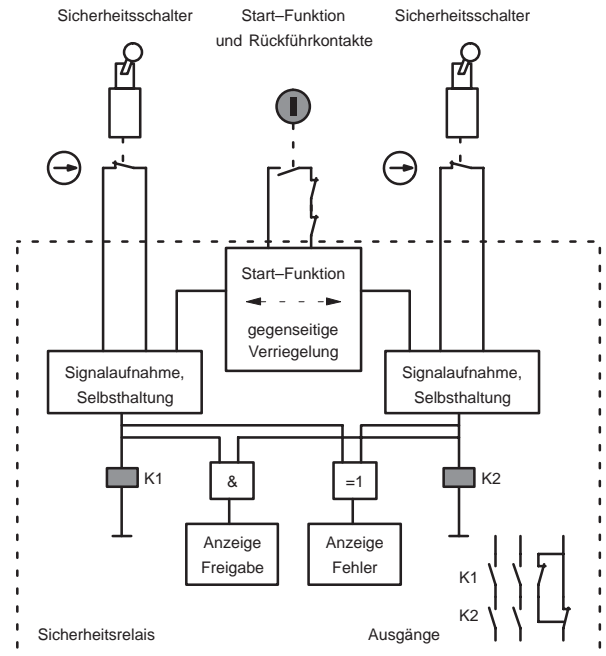 Sicherheitsschalter
Start–Funktion
und Rückführkontakte
Sicherheitsschalter
Start–Funktion
gegenseitige
Verriegelung
Signalaufnahme,
Selbsthaltung
Signalaufnahme,
Selbsthaltung
K1
&
=1
K2
Anzeige
Freigabe
Anzeige
Fehler
K1
K2
Sicherheitsrelais
Ausgänge